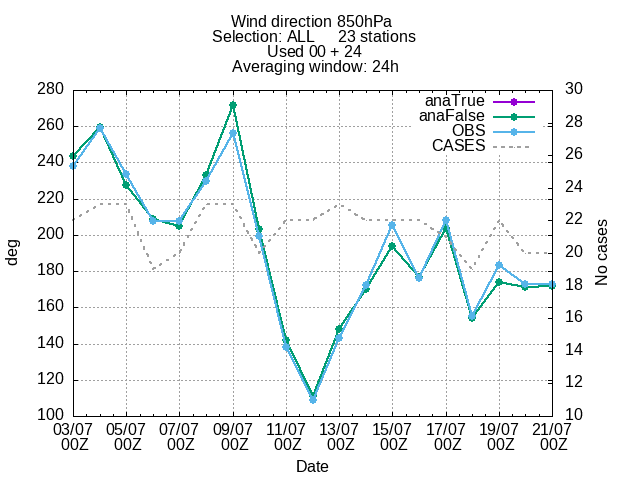 Wind direction 850hPa
Selection: ALL 23 stations
Used 00 + 24
Averaging window: 24h
280 30
anaTrue
anaFalse
OBS
CASES
260 28
240 26
220 24
200 22
180 20
160 18
140 16
120 14
100 12
10
deg
No cases
03/07 05/07 07/07 09/07 11/07 13/07 15/07 17/07 19/07 21/07
00Z 00Z 00Z 00Z 00Z 00Z 00Z 00Z 00Z 00Z
Date